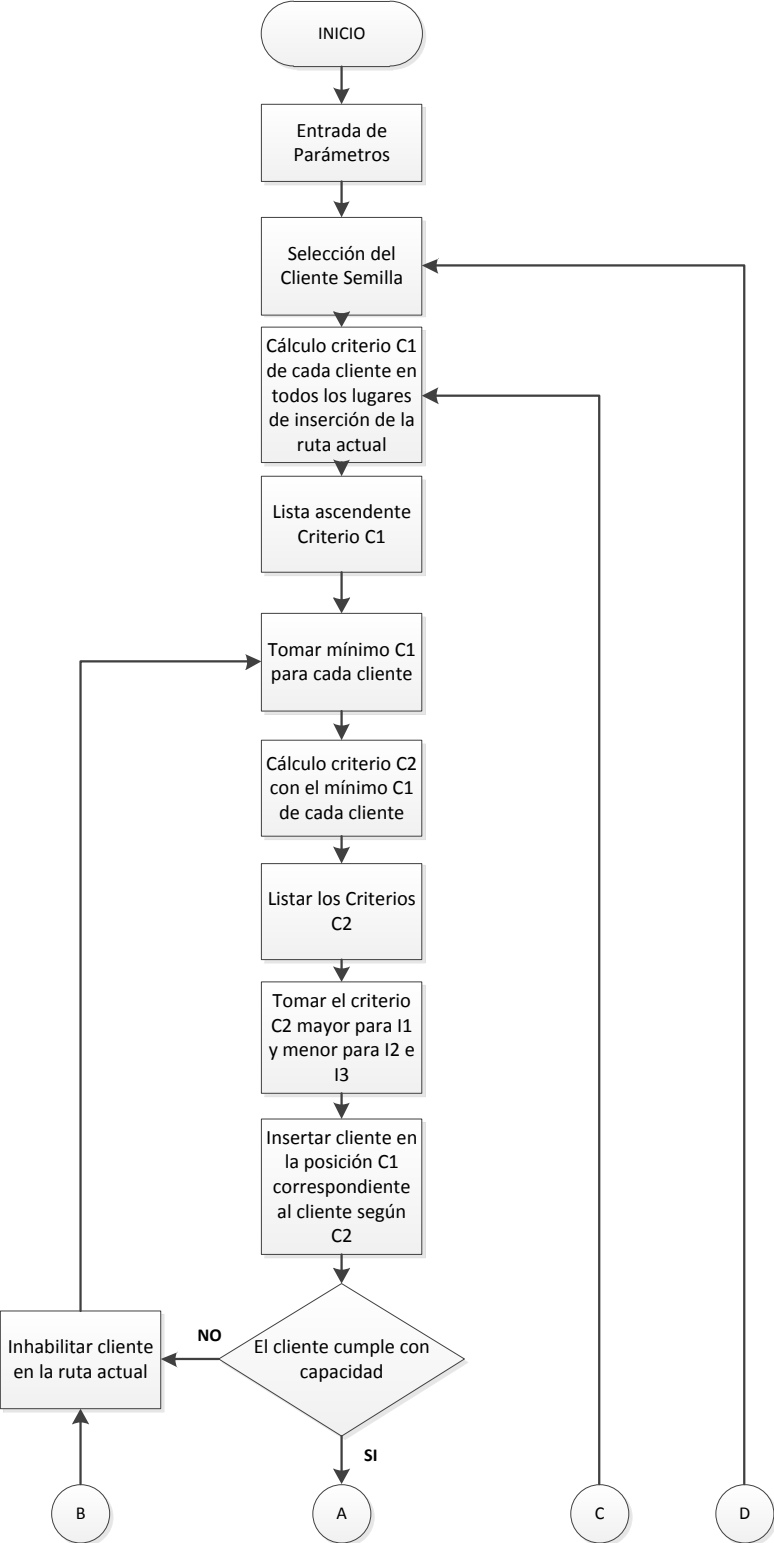 INICIO
Entrada de
Parámetros
Selección del
Cliente Semilla
Cálculo criterio C1
de cada cliente en
todos los lugares
de inserción de la
ruta actual
Lista ascendente
Criterio C1
Tomar mínimo C1
para cada cliente
Cálculo criterio C2
con el mínimo C1
de cada cliente
Listar los Criterios
C2
Tomar el criterio
C2 mayor para I1
y menor para I2 e
I3
Insertar cliente en
la posición C1
correspondiente
al cliente según
C2
El cliente cumple con
capacidad
NO
Inhabilitar cliente
en la ruta actual
SI
B
A
C
D